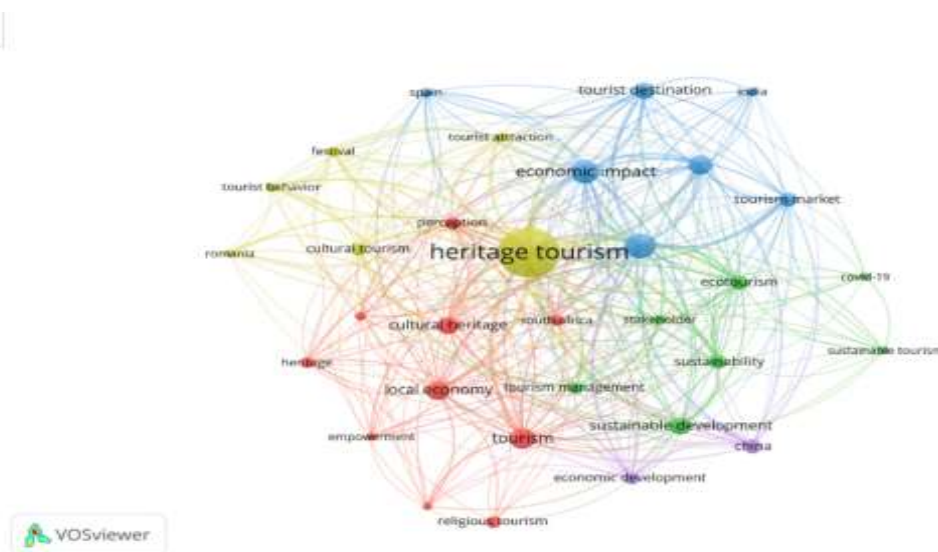 spain
tourist destination
india
tourist attraction
festival
economic impact
tourist behavior
tourism market
perception
cultural tourism
heritage tourism
romania
ecotourism
covid-19
cultural heritage
south africa
stakeholder
heritage
sustainability
sustainable tourism
local economy
tourism management
sustainable development
empowerment
tourism
china
economic development
religious tourism
VOSviewer